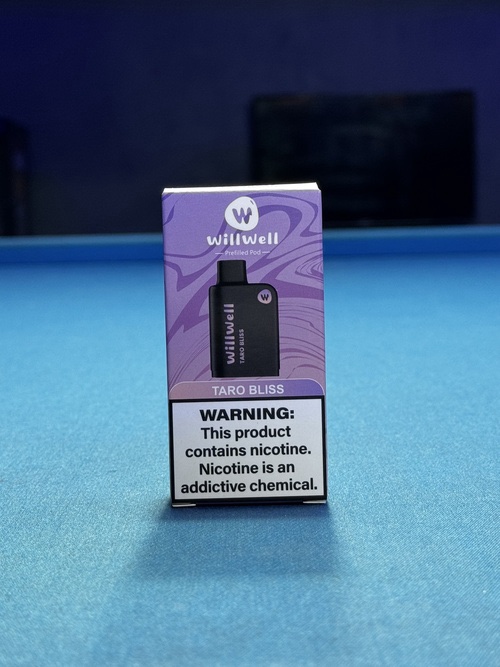 W
WillWell
Prefilled Pod
W
WillWell
TARO BLISS
TARO BLISS
WARNING:
This product
contains nicotine.
Nicotine is an
addictive chemical.